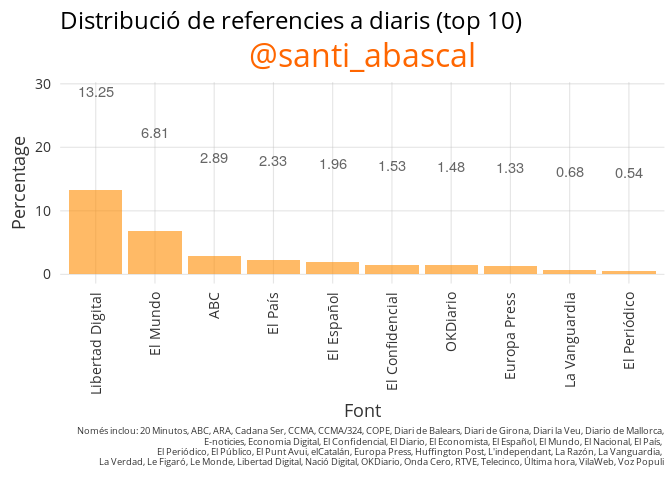 Distribució de referencies a diaris (top 10)
@santi_abascal
Percentage
30
20
10
0
13.25
6.81
2.89
2.33
1.96
1.53
1.48
1.33
0.68
0.54
Libertad Digital
El Mundo
ABC
El País
El Español
El Confidencial
OKDiario
Europa Press
La Vanguardia
El Periódico
Font
Només inclou: 20 Minutos, ABC, ARA, Cadana Ser, CCMA, CCMA/324, COPE, Diari de Balears, Diari de Girona, Diari la Veu, Diario de Mallorca,
E-noticies, Economia Digital, El Confidencial, El Diario, El Economista, El Español, El Mundo, El Nacional, El País,
El Periódico, El Público, El Punt Avui, elCatalán, Europa Press, Huffington Post, L'independant, La Razón, La Vanguardia,
La Verdad, Le Figaró, Le Monde, Libertad Digital, Nació Digital, OKDiario, Onda Cero, RTVE, Telecinco, Última hora, VilaWeb, Voz Populi